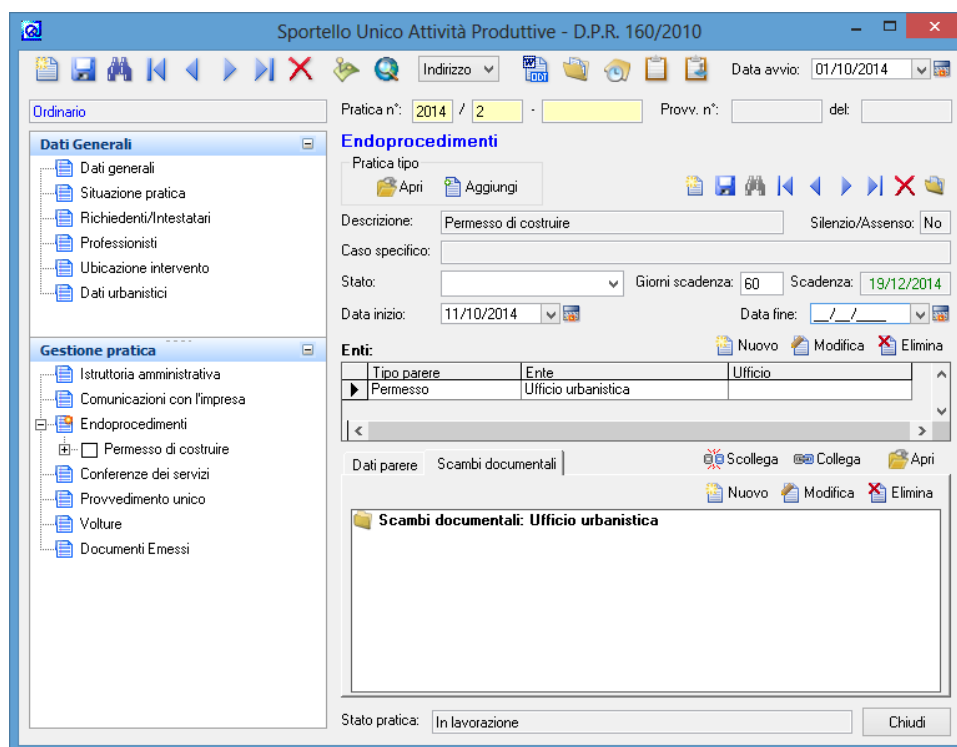 Sportello Unico Attività Produttive - D.P.R. 160/2010
Indirizzo
W
ODT
Data avvio: 01/10/2014
Ordinario
Pratica n°: 2014 / 2 -
Provv. n°:
del:
Dati Generali
Dati generali
Situazione pratica
Richiedenti/Intestatari
Professionisti
Ubicazione intervento
Dati urbanistici
Gestione pratica
Istruttoria amministrativa
Comunicazioni con l'impresa
Endoprocedimenti
Permesso di costruire
Conferenze dei servizi
Provvedimento unico
Volture
Documenti Emessi
Endoprocedimenti
Pratica tipo
Apri Aggiungi
Descrizione: Permesso di costruire Silenzio/Assenso: No
Caso specifico:
Stato: Giorni scadenza: 60 Scadenza: 19/12/2014
Data inizio: 11/10/2014 Data fine: __/__/____
Enti: Nuovo Modifica Elimina
Tipo parere Ente Ufficio
Permesso Ufficio urbanistica
Dati parere Scambi documentali Scollega Collega Apri
Nuovo Modifica Elimina
Scambi documentali: Ufficio urbanistica
Stato pratica: In lavorazione Chiudi